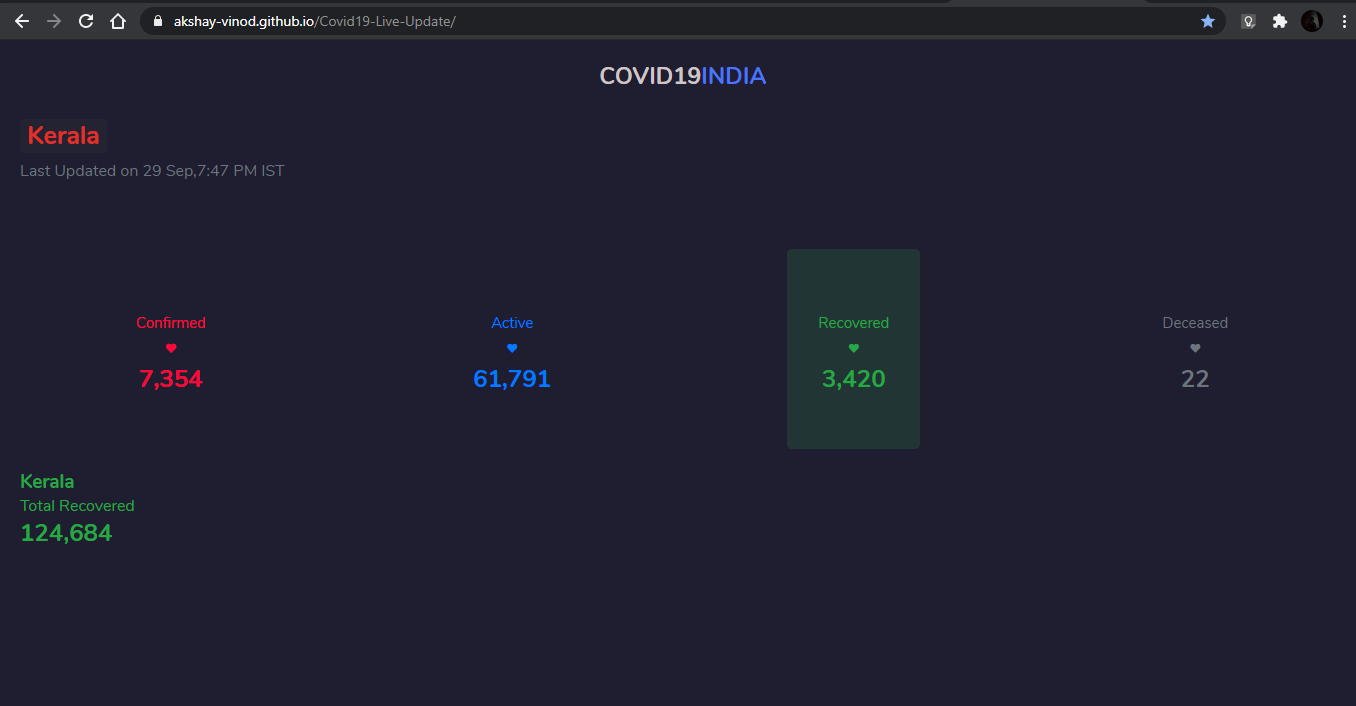 akshay-vinod.github.io/Covid19-Live-Update/
COVID19INDIA
Kerala
Last Updated on 29 Sep,7:47 PM IST
Confirmed
7,354
Active
61,791
Recovered
3,420
Deceased
22
Kerala
Total Recovered
124,684